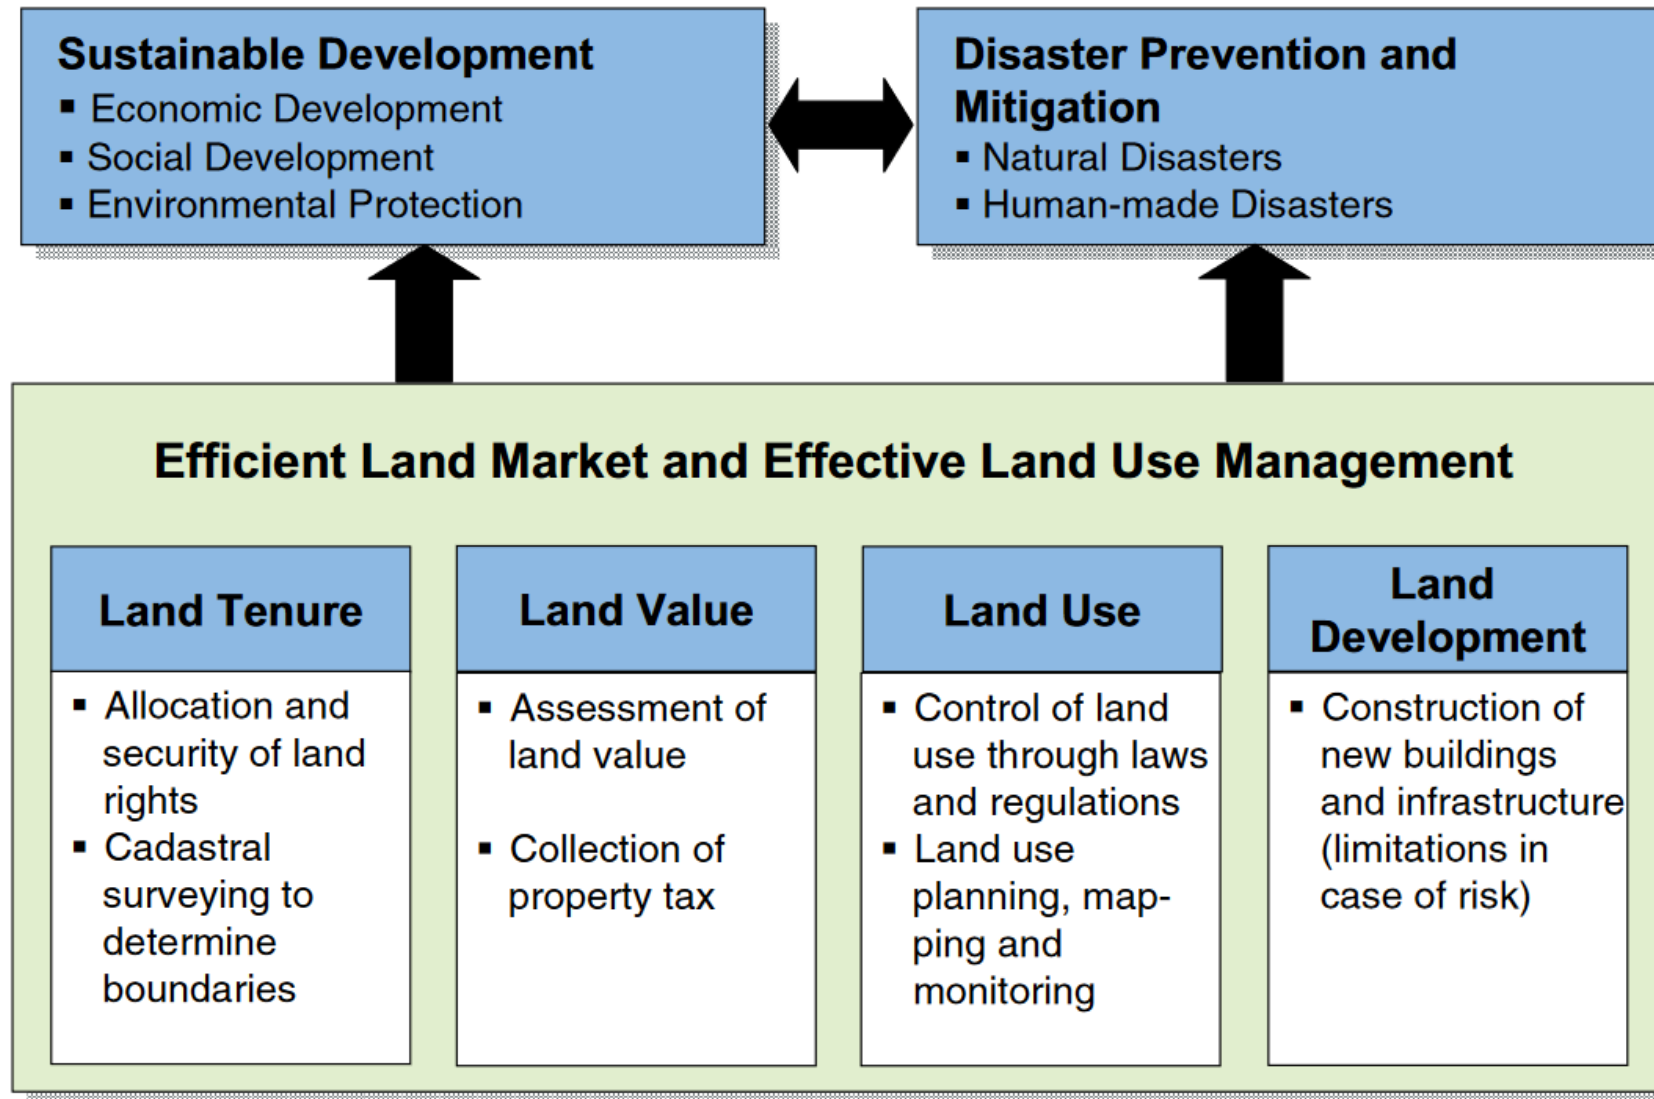 Sustainable Development
▪ Economic Development
▪ Social Development
▪ Environmental Protection
Disaster Prevention and
Mitigation
▪ Natural Disasters
▪ Human-made Disasters
Efficient Land Market and Effective Land Use Management
Land Tenure
▪ Allocation and
security of land
rights
▪ Cadastral
surveying to
determine
boundaries
Land Value
▪ Assessment of
land value
▪ Collection of
property tax
Land Use
▪ Control of land
use through laws
and regulations
▪ Land use
planning, map-
ping and
monitoring
Land
Development
▪ Construction of
new buildings
and infrastructure
(limitations in
case of risk)